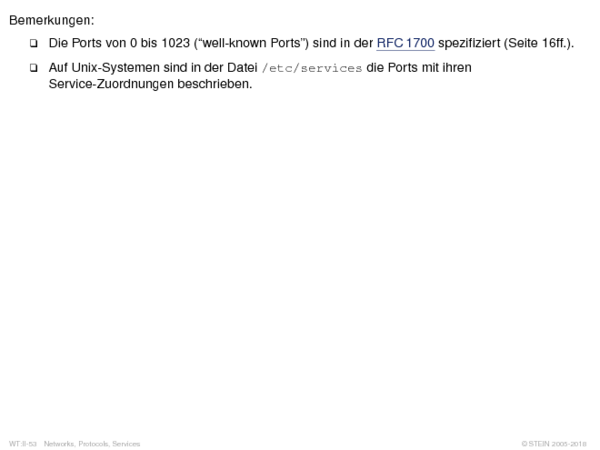 Bemerkungen:
❑ Die Ports von 0 bis 1023 (“well-known Ports”) sind in der RFC 1700 spezifiziert (Seite 16ff.).
❑ Auf Unix-Systemen sind in der Datei /etc/services die Ports mit ihren
Service-Zuordnungen beschrieben.
WT:II-53 Networks, Protocols, Services
© STEIN 2005-2018